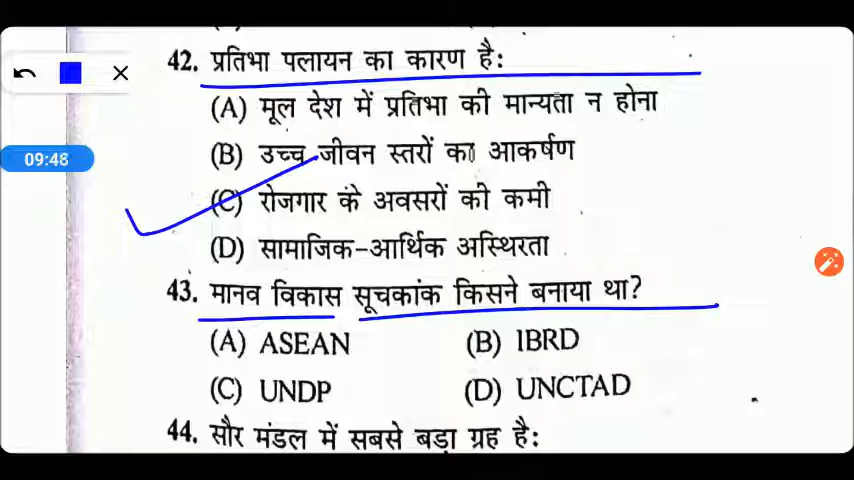 42. प्रतिभा पलायन का कारण है:
(A) मूल देश में प्रतिभा की मान्यता न होना
(B) उच्च जीवन स्तरों का आकर्षण
09:48
(C) रोजगार के अवसरों की कमी
(D) सामाजिक-आर्थिक अस्थिरता
43. मानव विकास सूचकांक किसने बनाया था?
(A) ASEAN (B) IBRD
(C) UNDP (D) UNCTAD
44. सौर मंडल में सबसे बड़ा ग्रह है: